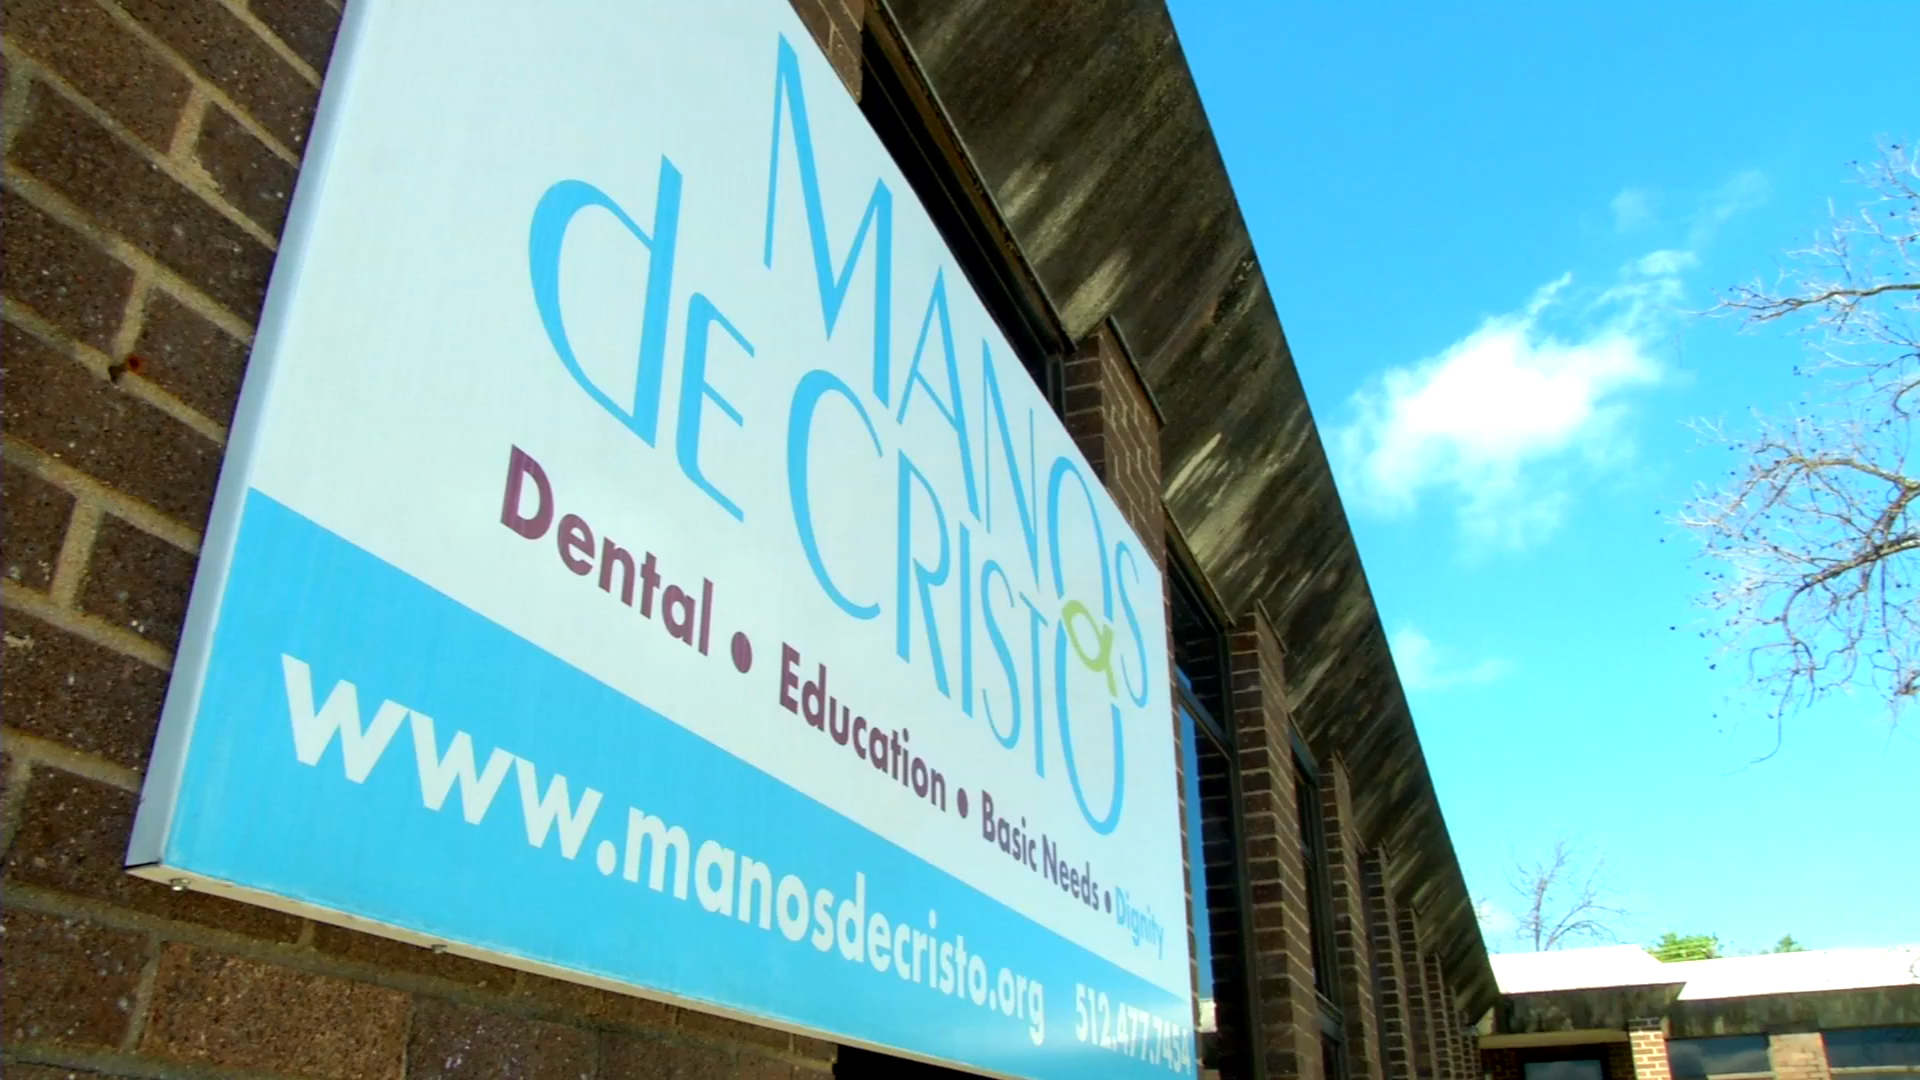 MANOS
de CRISTO
Dental • Education • Basic Needs • Dignity
www.manosdecristo.org 512.477.7454